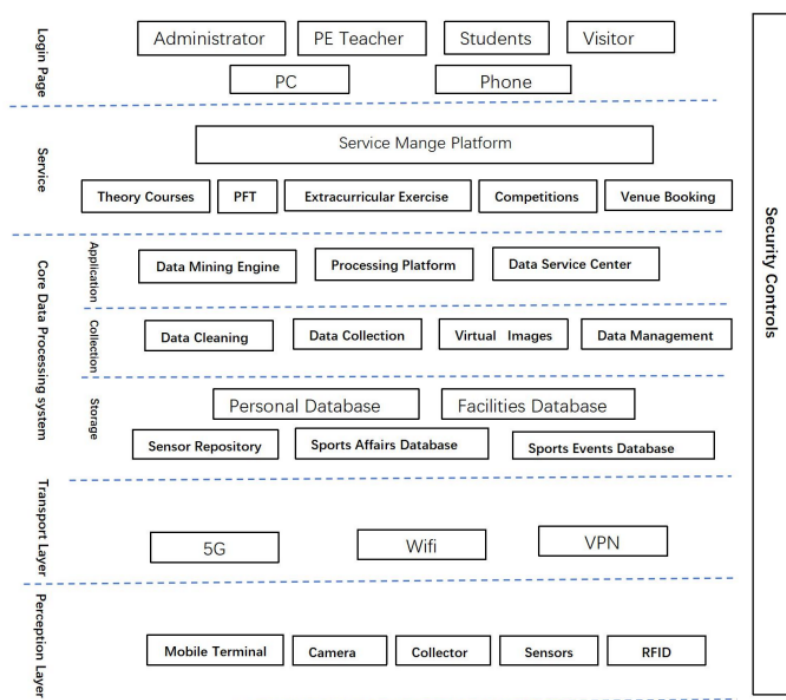 Login Page
Administrator
PE Teacher
Students
Visitor
PC
Phone
Service
Service Mange Platform
Theory Courses
PFT
Extracurricular Exercise
Competitions
Venue Booking
Core Data Processing system
Application
Data Mining Engine
Processing Platform
Data Service Center
Collection
Data Cleaning
Data Collection
Virtual Images
Data Management
Storage
Personal Database
Facilities Database
Sensor Repository
Sports Affairs Database
Sports Events Database
Transport Layer
5G
Wifi
VPN
Perception Layer
Mobile Terminal
Camera
Collector
Sensors
RFID
Security Controls